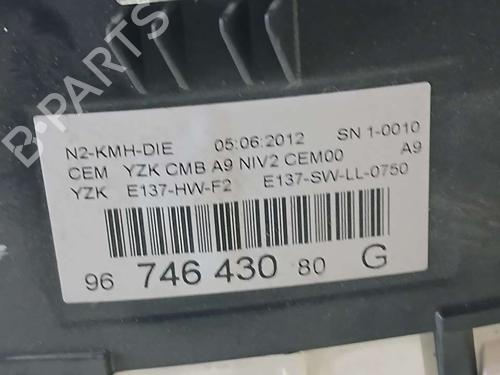 B-PARTS
N2-KMH-DIE 05:06:2012 SN 1-0010
CEM YZK CMB A9 NIV2 CEM00 A9
YZK E137-HW-F2 E137-SW-LL-0750
96 746 430 80 G